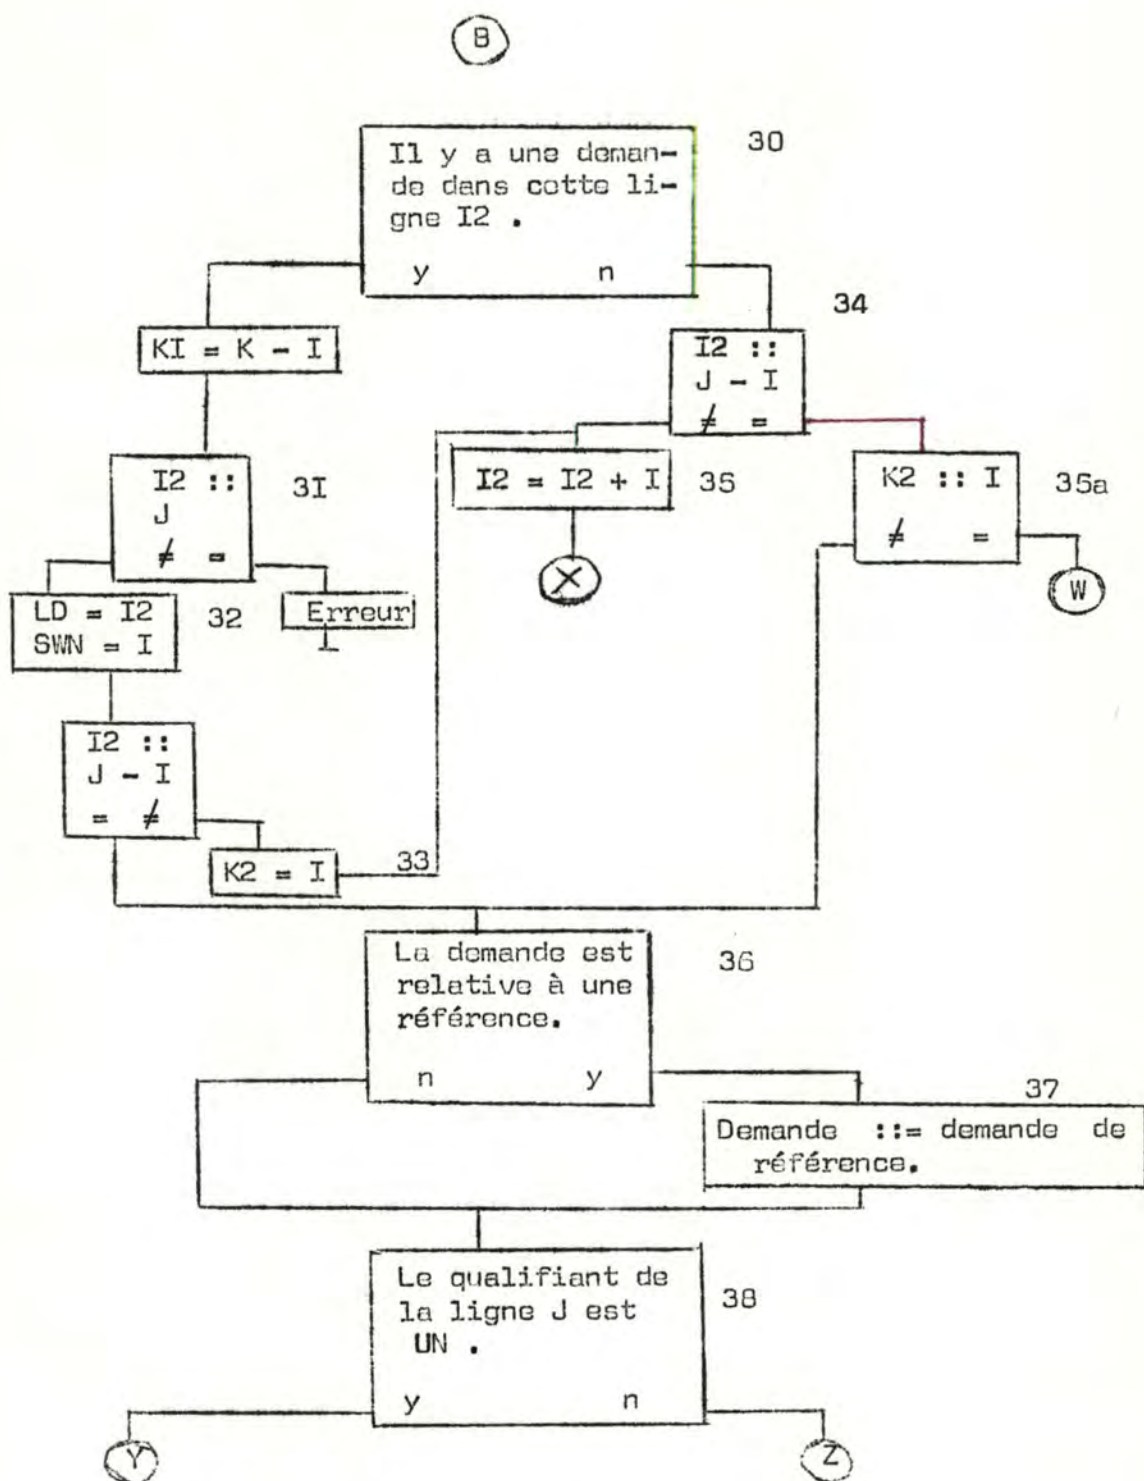 B
30
Il y a une deman-
de dans cette li-
gne I2 .
y n
34
KI = K - I
I2 ::
J - I
≠ =
I2 ::
J
≠ =
3I
I2 = I2 + I
35
K2 :: I
≠ =
35a
X
W
LD = I2
SWN = I
32
Erreur
I2 ::
J - I
= ≠
K2 = I
33
La demande est
relative à une
référence.
n y
36
37
Demande ::= demande de
référence.
Le qualifiant de
la ligne J est
UN .
y n
38
Y
Z